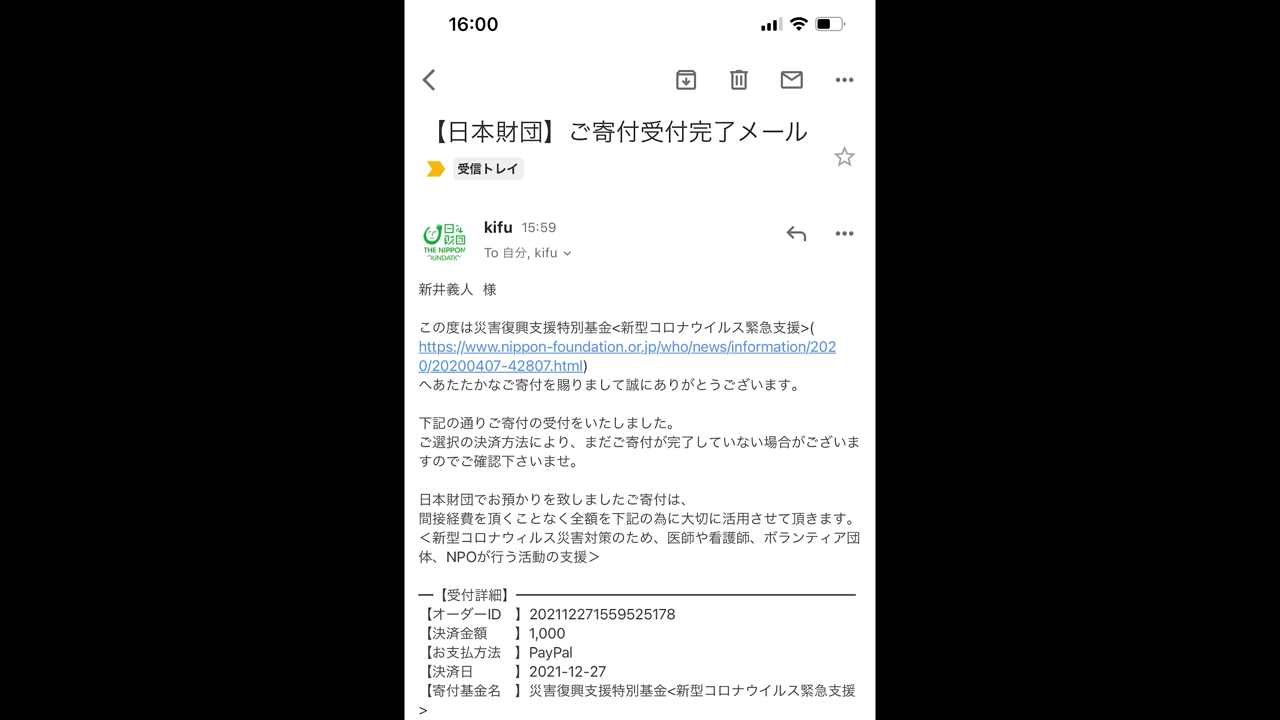 16:00
【日本財団】ご寄付受付完了メール
受信トレイ
日本
財団
THE NIPPON
kifu 15:59
To 自分, kifu
新井義人 様
この度は災害復興支援特別基金<新型コロナウイルス緊急支援>(
https://www.nippon-foundation.or.jp/who/news/information/202
0/20200407-42807.html)
へあたたかなご寄付を賜りまして誠にありがとうございます。
下記の通りご寄付の受付をいたしました。
ご選択の決済方法により、まだご寄付が完了していない場合がございま
すのでご確認下さいませ。
日本財団でお預かりを致しましたご寄付は、
間接経費を頂くことなく全額を下記の為に大切に活用させて頂きます。
＜新型コロナウィルス災害対策のため、医師や看護師、ボランティア団
体、NPOが行う活動の支援＞
━【受付詳細】━━━━━━━━━━━━━━━━━━━━
【オーダーID 】202112271559525178
【決済金額 】1,000
【お支払方法 】PayPal
【決済日 】2021-12-27
【寄付基金名 】災害復興支援特別基金<新型コロナウイルス緊急支援
>